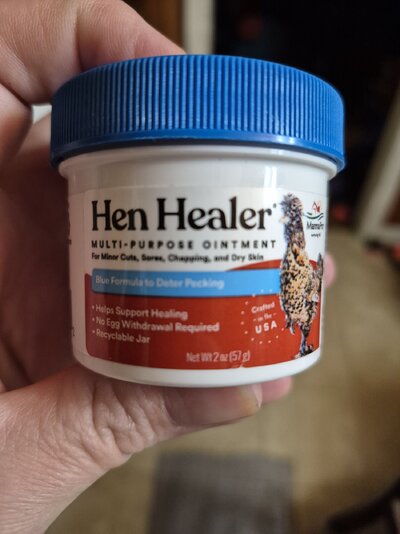 Hen Healer®
MULTI-PURPOSE OINTMENT
For Minor Cuts, Sores, Chapping, and Dry Skin
Blue Formula to Deter Pecking
• Helps Support Healing
• No Egg Withdrawal Required
• Recyclable Jar
Crafted
in the
USA
Net Wt 2 oz (57g)